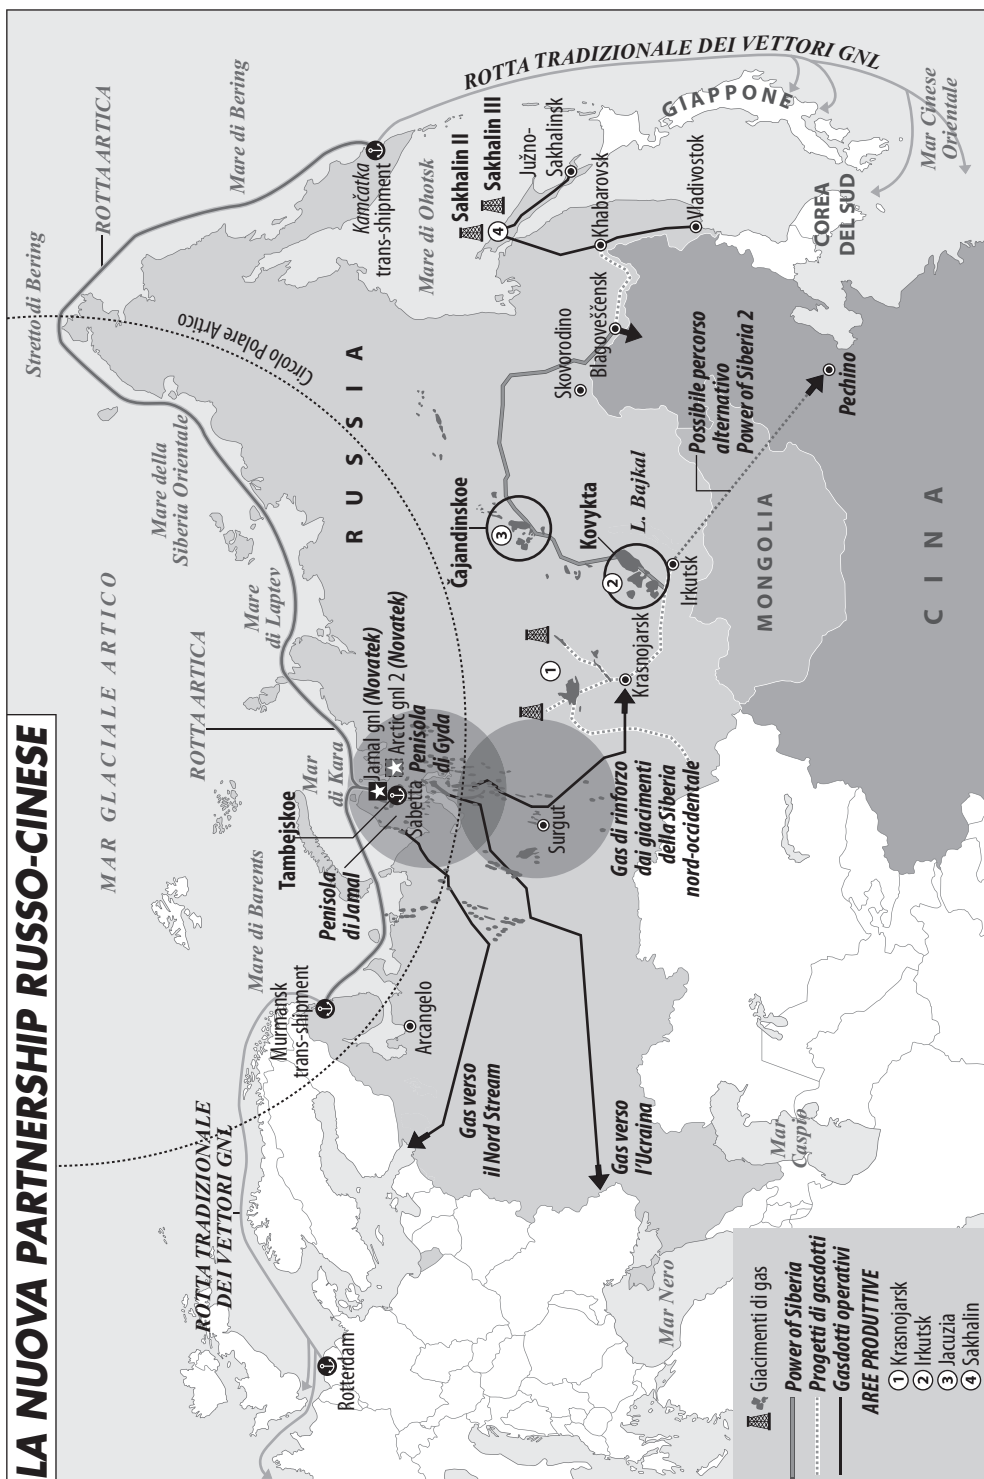 LA NUOVA PARTNERSHIP RUSSO-CINESE
Stretto di Bering
ROTTA ARTICA
Mare di Bering
MAR GLACIALE ARTICO
ROTTA ARTICA
Mare della
Siberia Orientale
Mare
di Laptev
Mar
di Kara
Mare di Barents
Circolo Polare Artico
Kamčatka
trans-shipment
Mare di Ohotsk
ROTTA TRADIZIONALE DEI VETTORI GNL
Sakhalin II
Sakhalin III
4
Južno-
Sakhalinsk
Khabarovsk
Vladivostok
GIAPPONE
COREA
DEL SUD
Mar Cinese
Orientale
RUSSIA
Skovorodino
Blagoveščensk
Čajandinskoe
3
Kovykta
2
L. Bajkal
Irkutsk
Possibile percorso
alternativo
Power of Siberia 2
Pechino
MONGOLIA
CINA
1
Krasnojarsk
Jamal gnl (Novatek)
Arctic gnl 2 (Novatek)
Penisola
di Gyda
Sabetta
Tambejskoe
Penisola
di Jamal
Surgut
Gas di rinforzo
dai giacimenti
della Siberia
nord-occidentale
Murmansk
trans-shipment
Arcangelo
ROTTA TRADIZIONALE
DEI VETTORI GNL
Rotterdam
Gas verso
il Nord Stream
Gas verso
l'Ucraina
Mar
Caspio
Mar Nero
Giacimenti di gas
Power of Siberia
Progetti di gasdotti
Gasdotti operativi
AREE PRODUTTIVE
1 Krasnojarsk
2 Irkutsk
3 Jacuzia
4 Sakhalin